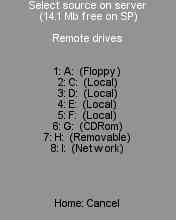 Select source on server
(14.1 Mb free on SP)
Remote drives
1: A:  (Floppy)
2: C:  (Local)
3: D:  (Local)
4: E:  (Local)
5: F:  (Local)
6: G:  (CDRom)
7: H:  (Removable)
8: I:  (Network)
Home: Cancel